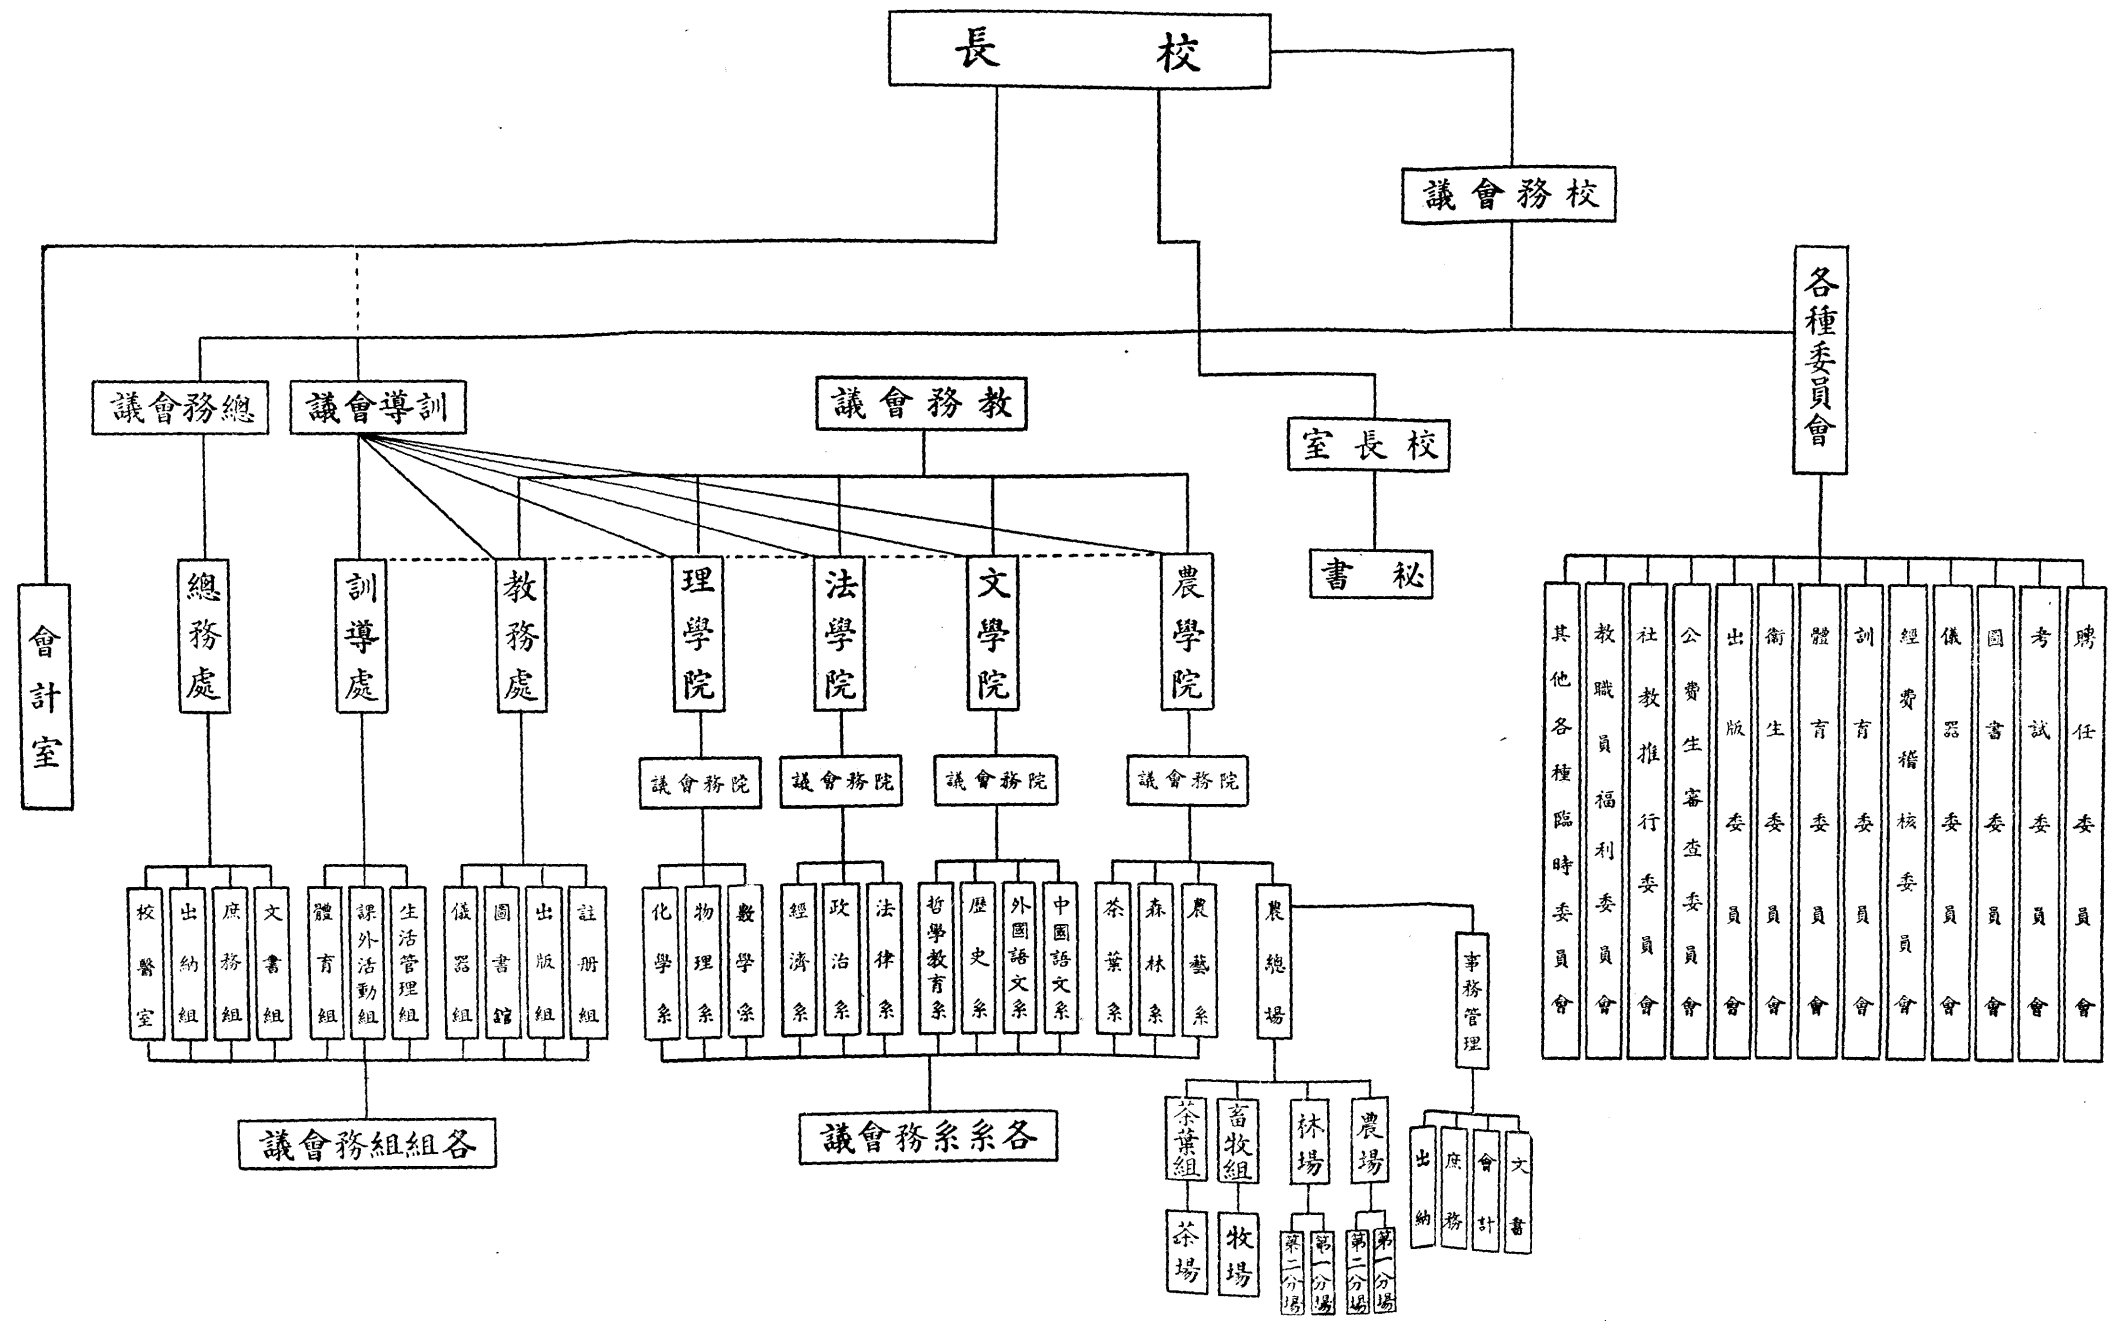 校長
校務會議
各種委員會
總務會議
訓導會議
教務會議
校長室
秘書
會計室
總務處
訓導處
教務處
理學院
法學院
文學院
農學院
院務會議
院務會議
院務會議
院務會議
聘任委員會
考試委員會
圖書委員會
儀器委員會
經費稽核委員會
訓育委員會
體育委員會
衛生委員會
出版委員會
公費生審查委員會
社教推行委員會
教職員福利委員會
其他各種臨時委員會
文書組
庶務組
出納組
校醫室
生活管理組
課外活動組
體育組
註册組
出版組
圖書館
儀器組
數學系
物理系
化學系
法律系
政治系
經濟系
中國語文系
外國語文系
歷史系
哲學教育系
農總場
農藝系
森林系
茶葉系
事務管理
各組組務會議
各系系務會議
農場
林場
畜牧組
茶葉組
第一分場
第二分場
第一分場
第二分場
牧場
茶場
文書
會計
庶務
出納